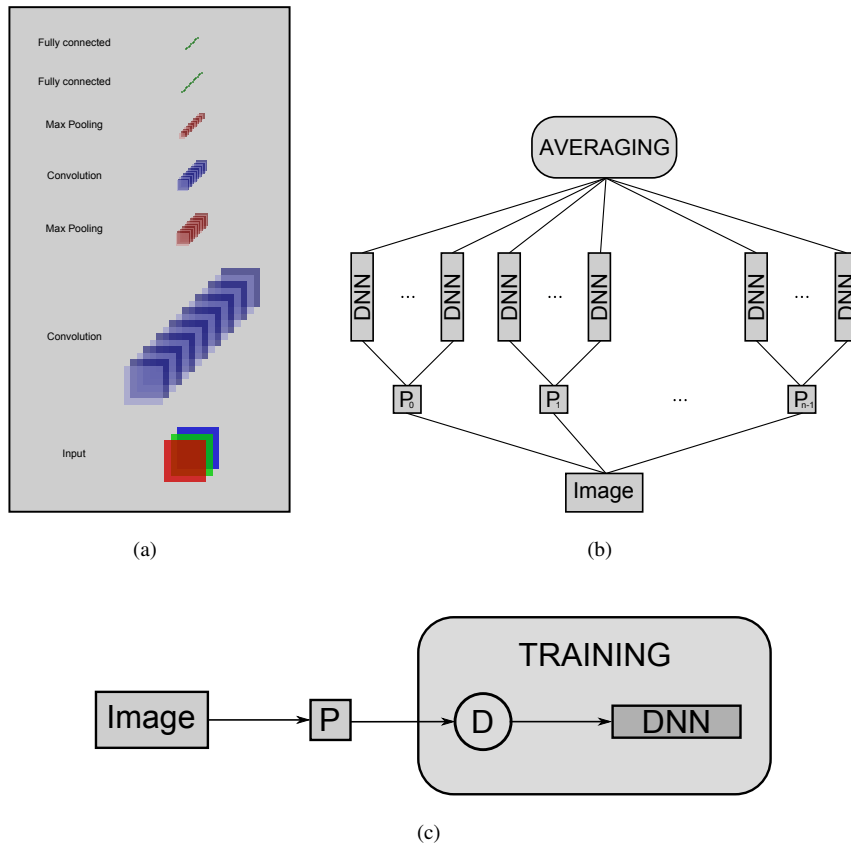 Fully connected
Fully connected
Max Pooling
Convolution
Max Pooling
Convolution
Input
(a)
AVERAGING
DNN ... DNN DNN ... DNN DNN ... DNN
P0 P1 ... Pn-1
Image
(b)
TRAINING
Image P D DNN
(c)